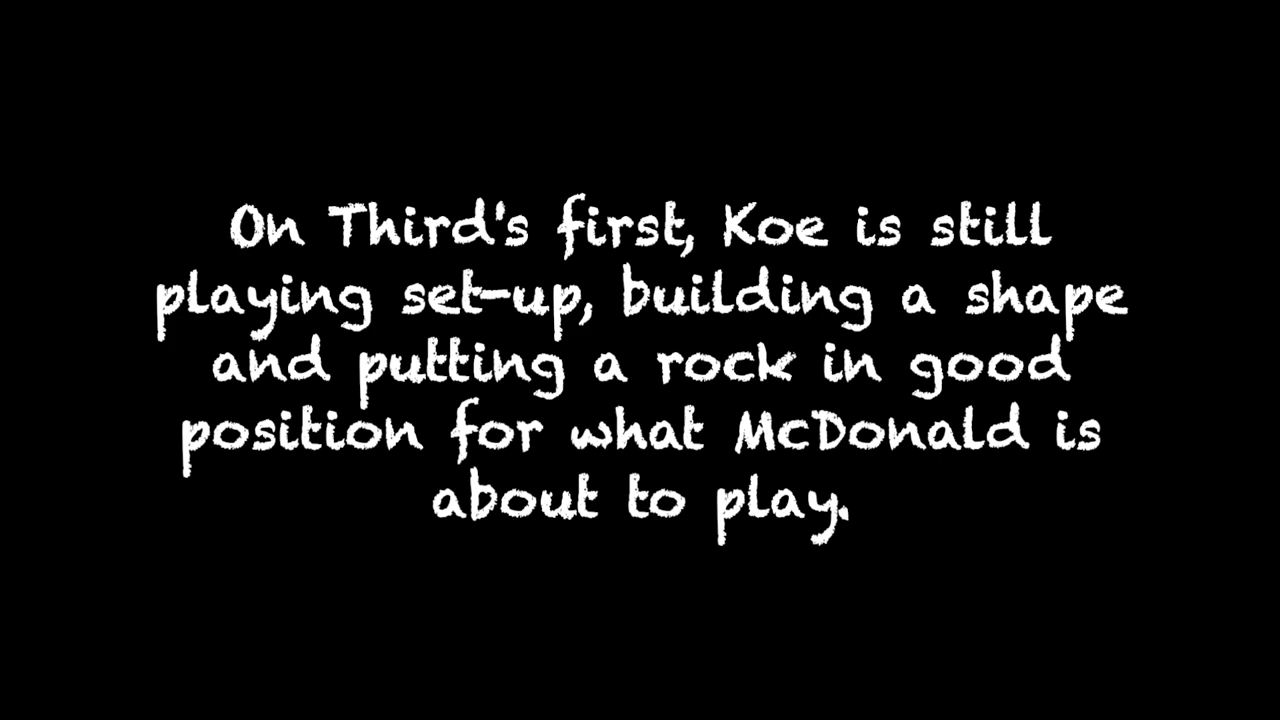 On Third's first, Koe is still
playing set-up, building a shape
and putting a rock in good
position for what McDonald is
about to play.